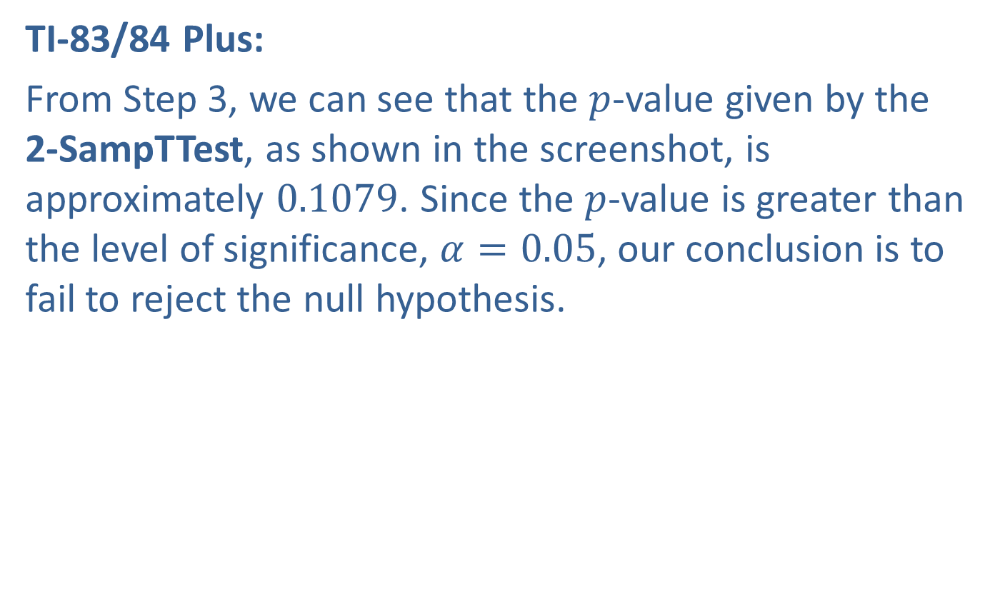 TI-83/84 Plus:
From Step 3, we can see that the 𝑝-value given by the
2-SampTTest, as shown in the screenshot, is
approximately 0.1079. Since the 𝑝-value is greater than
the level of significance, 𝛼 = 0.05, our conclusion is to
fail to reject the null hypothesis.